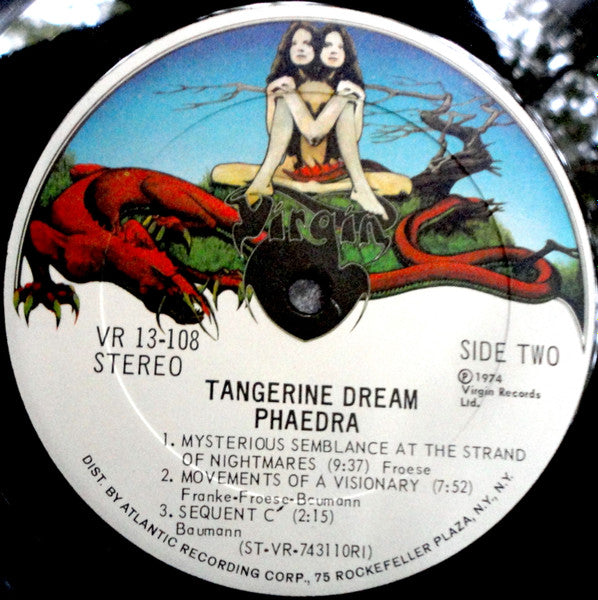 Virgin
VR 13-108
STEREO
SIDE TWO
Ⓟ 1974
Virgin Records
Ltd.
TANGERINE DREAM
PHAEDRA
1. MYSTERIOUS SEMBLANCE AT THE STRAND
OF NIGHTMARES (9:37) Froese
2. MOVEMENTS OF A VISIONARY (7:52)
Franke-Froese-Baumann
3. SEQUENT C' (2:15)
Baumann
(ST-VR-743110RI)
DIST. BY ATLANTIC RECORDING CORP., 75 ROCKEFELLER PLAZA, N.Y., N.Y.